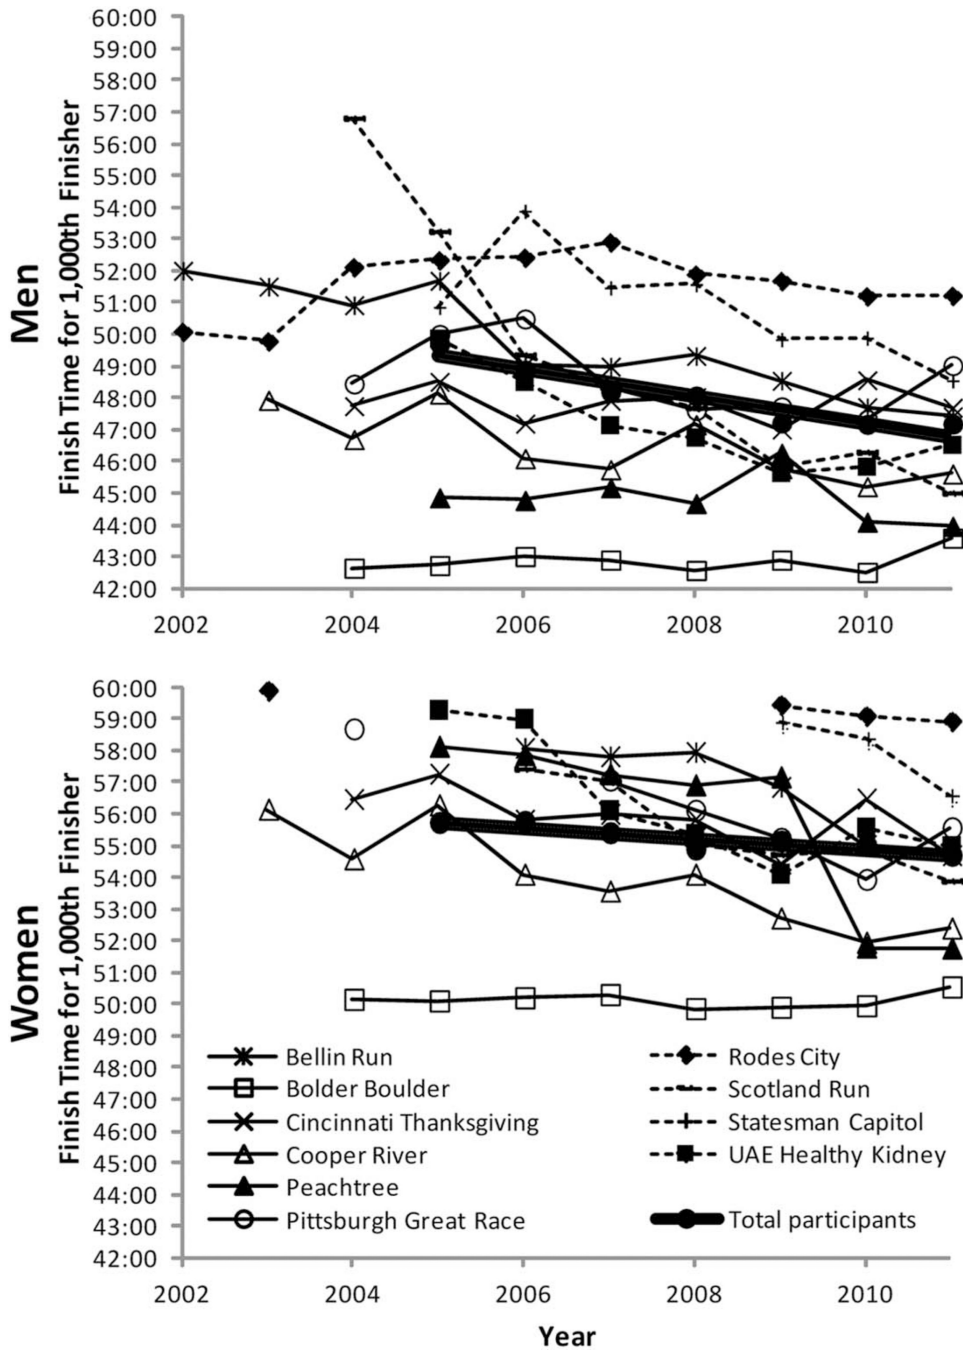 Men
Finish Time for 1,000th Finisher
60:00
59:00
58:00
57:00
56:00
55:00
54:00
53:00
52:00
51:00
50:00
49:00
48:00
47:00
46:00
45:00
44:00
43:00
42:00
2002 2004 2006 2008 2010
Women
Finish Time for 1,000th Finisher
60:00
59:00
58:00
57:00
56:00
55:00
54:00
53:00
52:00
51:00
50:00
49:00
48:00
47:00
46:00
45:00
44:00
43:00
42:00
Bellin Run
Bolder Boulder
Cincinnati Thanksgiving
Cooper River
Peachtree
Pittsburgh Great Race
Rodes City
Scotland Run
Statesman Capitol
UAE Healthy Kidney
Total participants
2002 2004 2006 2008 2010
Year